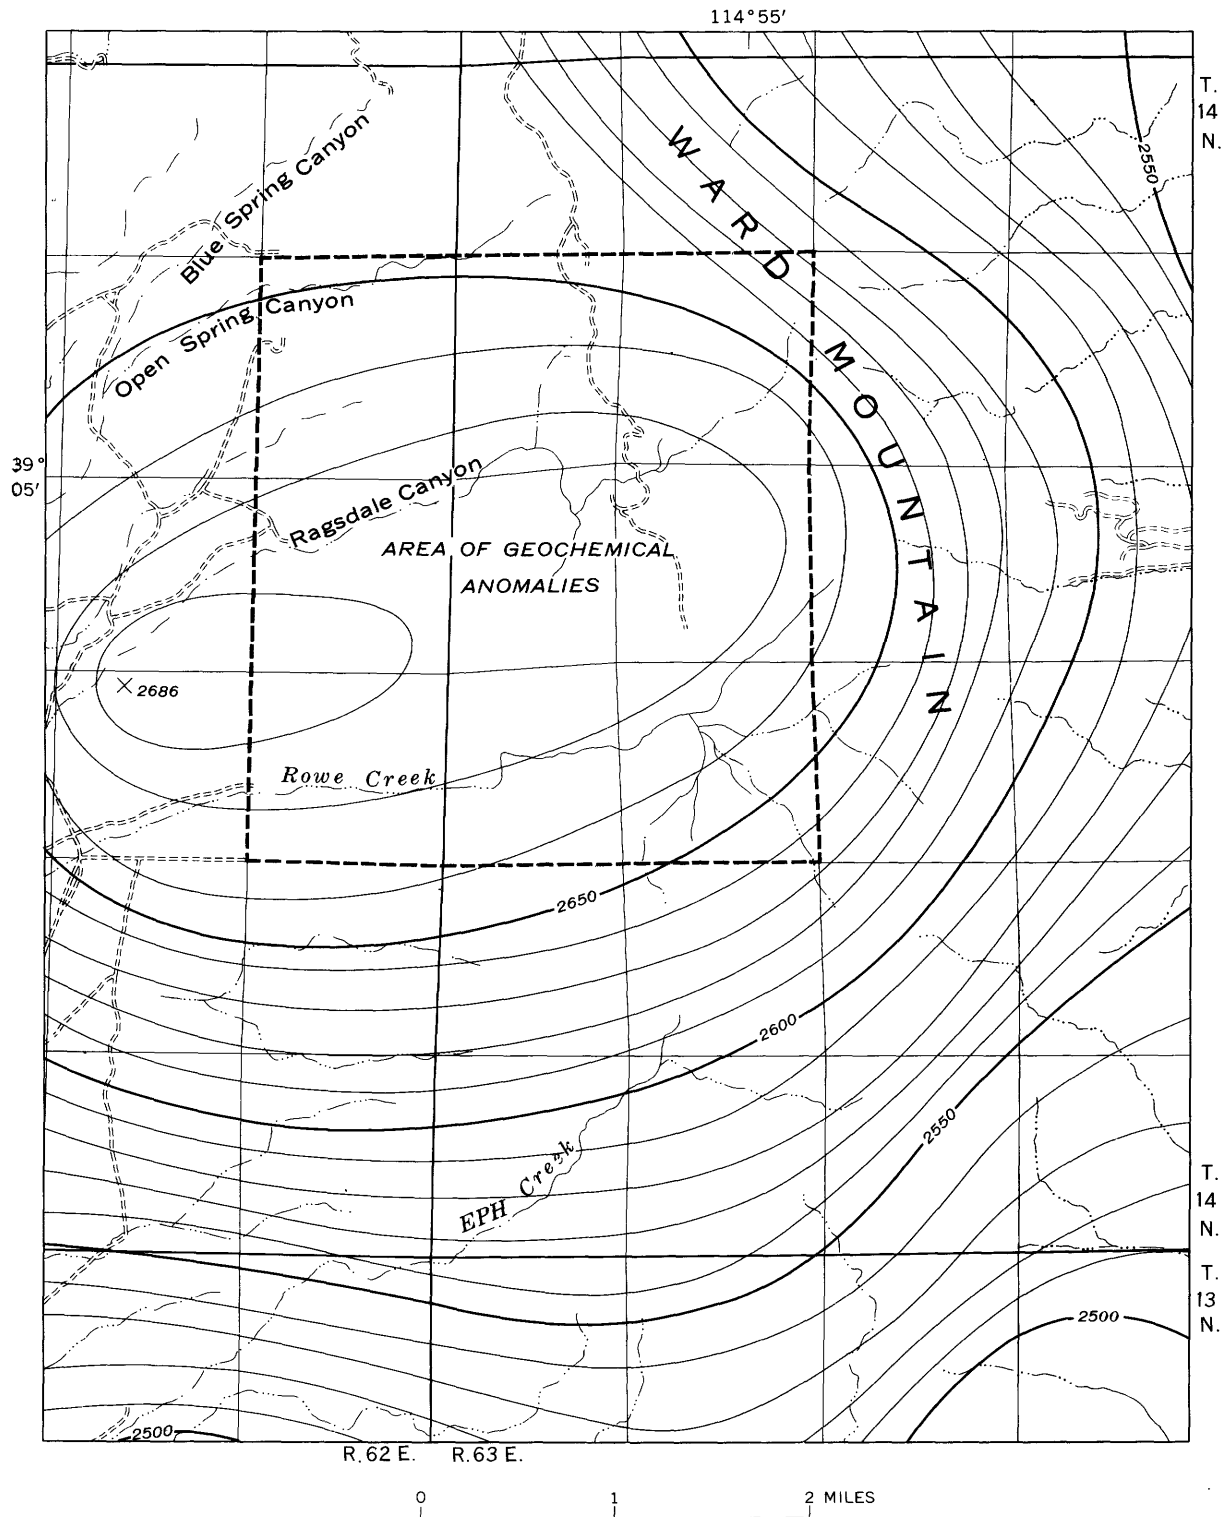 114°55′
T.
14
N.
2550
WARD MOUNTAIN
Blue Spring Canyon
Open Spring Canyon
39°
05′
Ragsdale Canyon
AREA OF GEOCHEMICAL
ANOMALIES
2686
Rowe Creek
2650
2600
2550
EPH Creek
T.
14
N.
T.
13
N.
2500
2500
R.62 E. R.63 E.
0 1 2 MILES